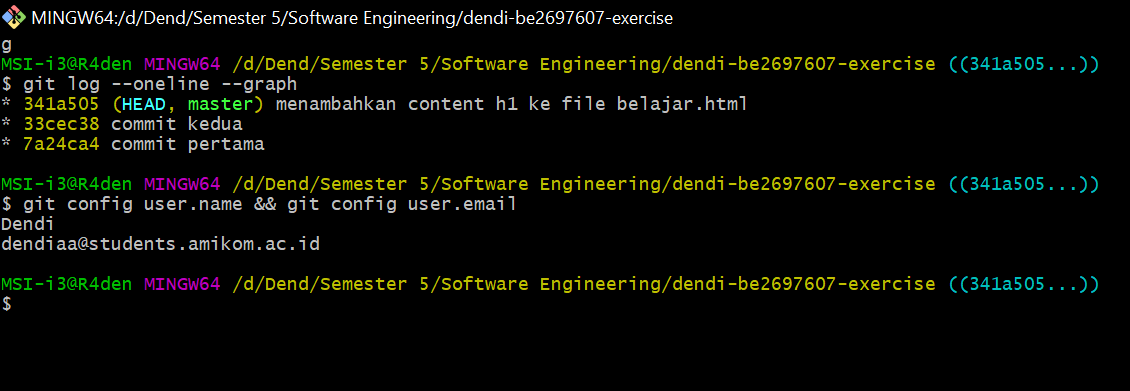 MINGW64:/d/Dend/Semester 5/Software Engineering/dendi-be2697607-exercise
g
MSI-i3@R4den MINGW64 /d/Dend/Semester 5/Software Engineering/dendi-be2697607-exercise ((341a505...))
$ git log --oneline --graph
* 341a505 (HEAD, master) menambahkan content h1 ke file belajar.html
* 33cec38 commit kedua
* 7a24ca4 commit pertama
MSI-i3@R4den MINGW64 /d/Dend/Semester 5/Software Engineering/dendi-be2697607-exercise ((341a505...))
$ git config user.name && git config user.email
Dendi
dendiaa@students.amikom.ac.id
MSI-i3@R4den MINGW64 /d/Dend/Semester 5/Software Engineering/dendi-be2697607-exercise ((341a505...))
$